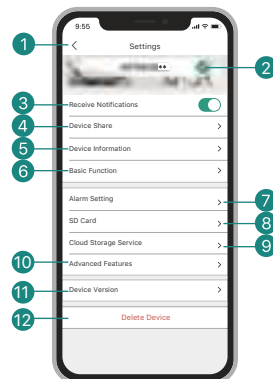 9:55
1
Settings
2
3 Receive Notifications
4 Device Share
5 Device Information
6 Basic Function
Alarm Setting 7
SD Card 8
Cloud Storage Service 9
10 Advanced Features
11 Device Version
12 Delete Device